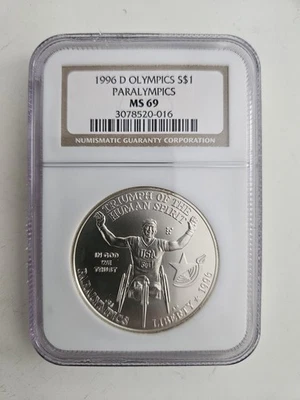 1996 D OLYMPICS S$1
PARALYMPICS
MS 69
3078520-016
NUMISMATIC GUARANTY CORPORATION
TRIUMPH OF THE
HUMAN SPIRIT
IN GOD
WE
TRUST
USA
PARALYMPICS
LIBERTY
1996